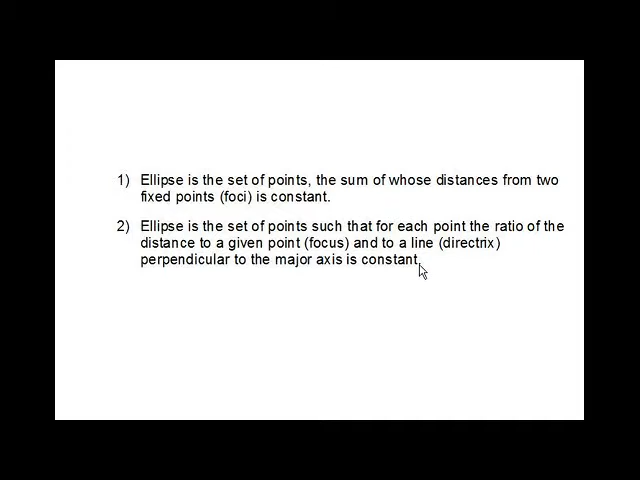 1) Ellipse is the set of points, the sum of whose distances from two
fixed points (foci) is constant.
2) Ellipse is the set of points such that for each point the ratio of the
distance to a given point (focus) and to a line (directrix)
perpendicular to the major axis is constant.